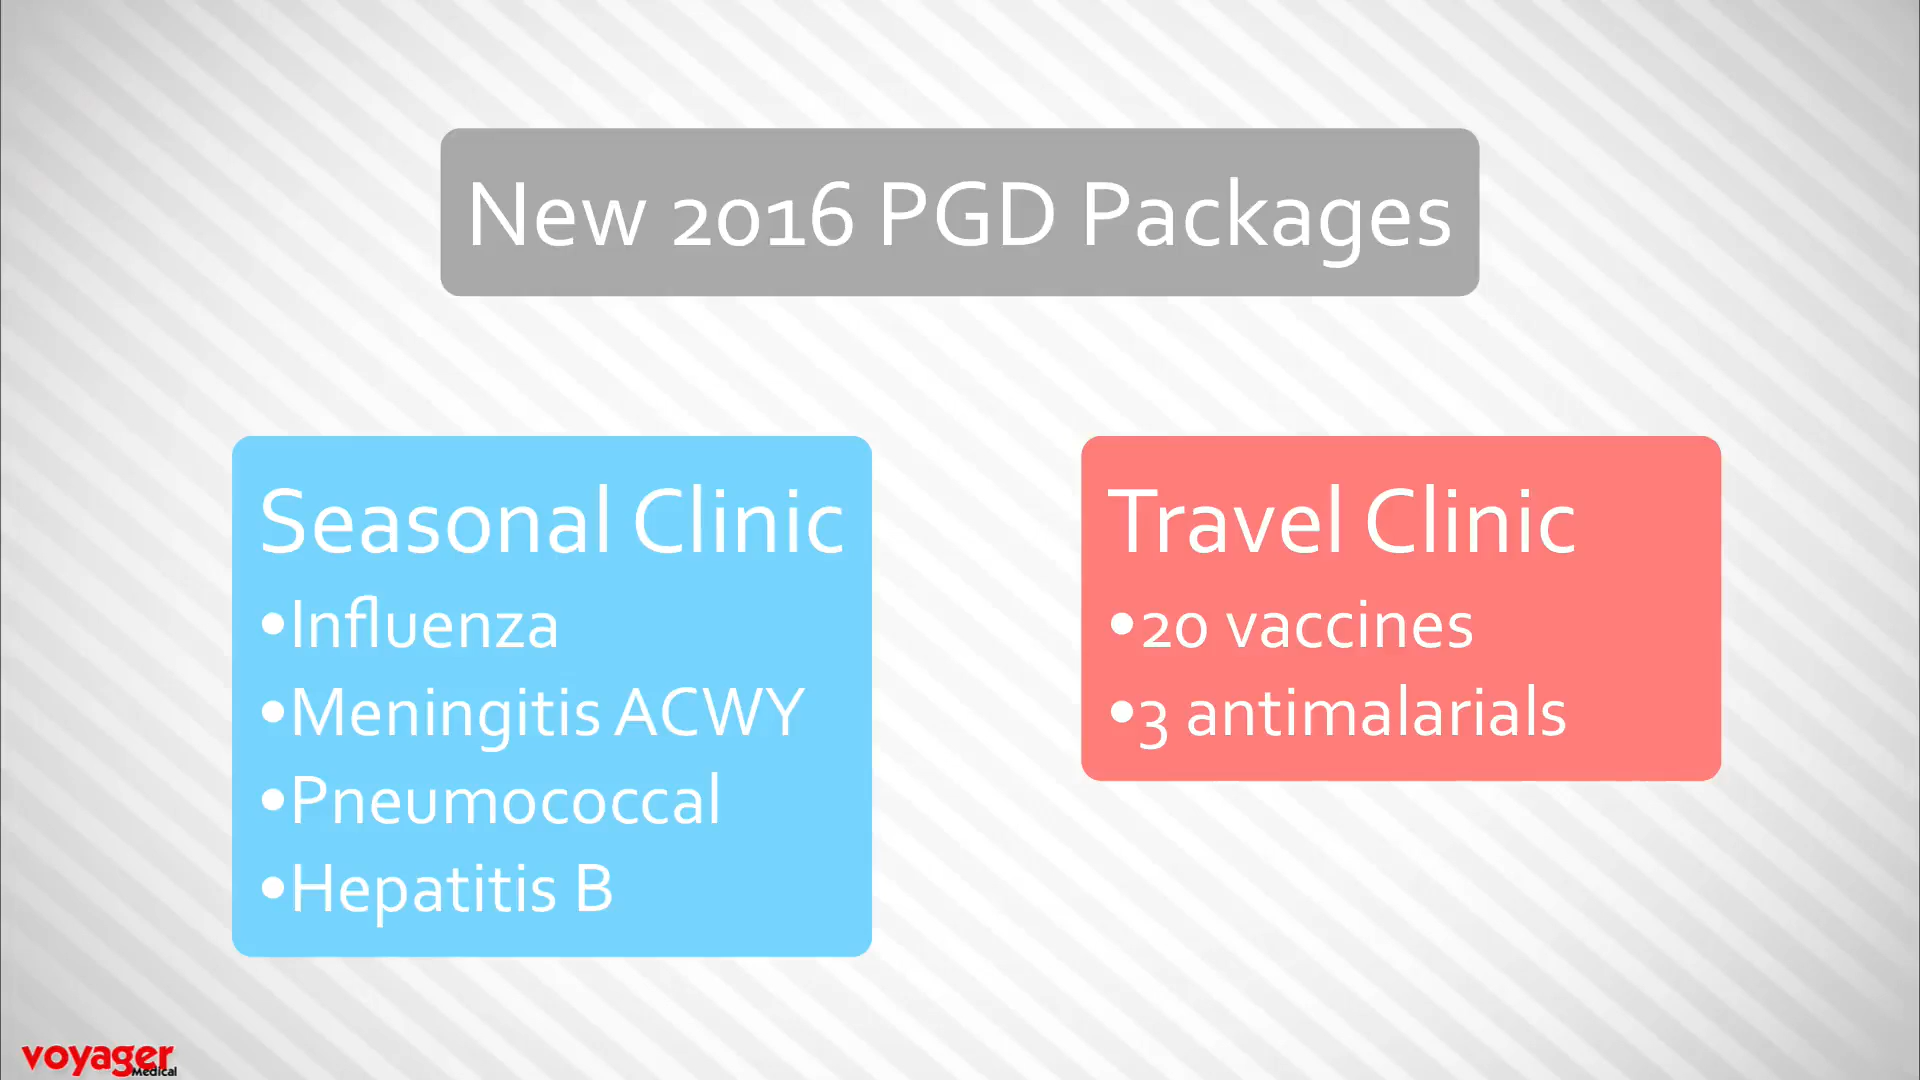 New 2016 PGD Packages
Seasonal Clinic
•Influenza
•Meningitis ACWY
•Pneumococcal
•Hepatitis B
Travel Clinic
•20 vaccines
•3 antimalarials
voyager
Medical